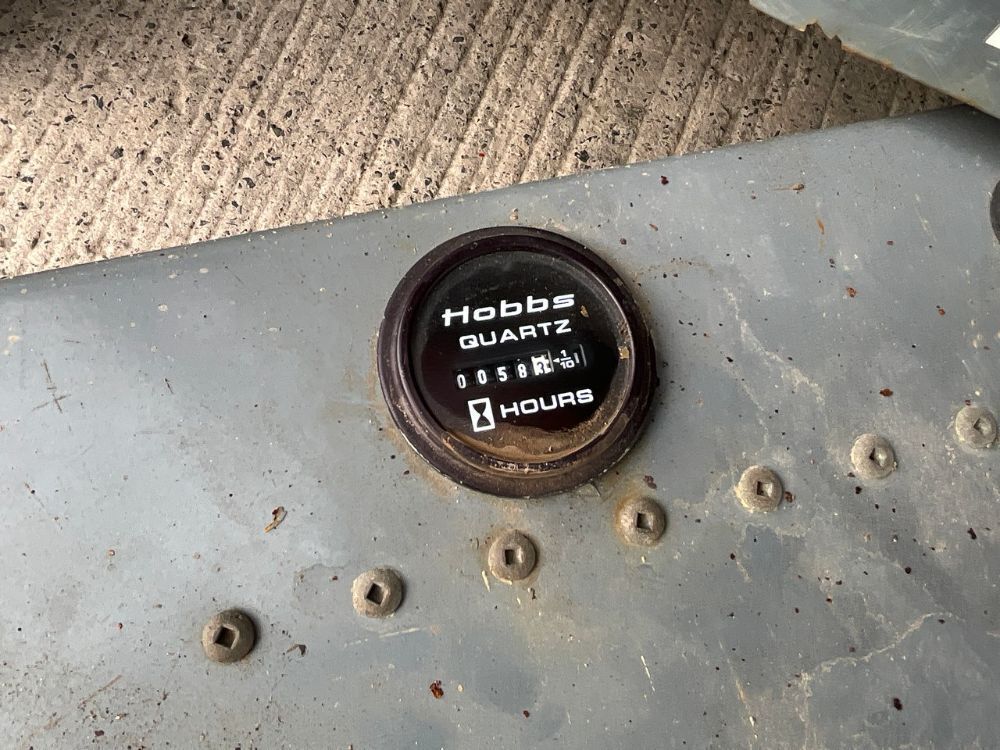 Hobbs
QUARTZ
0058 1/10
HOURS